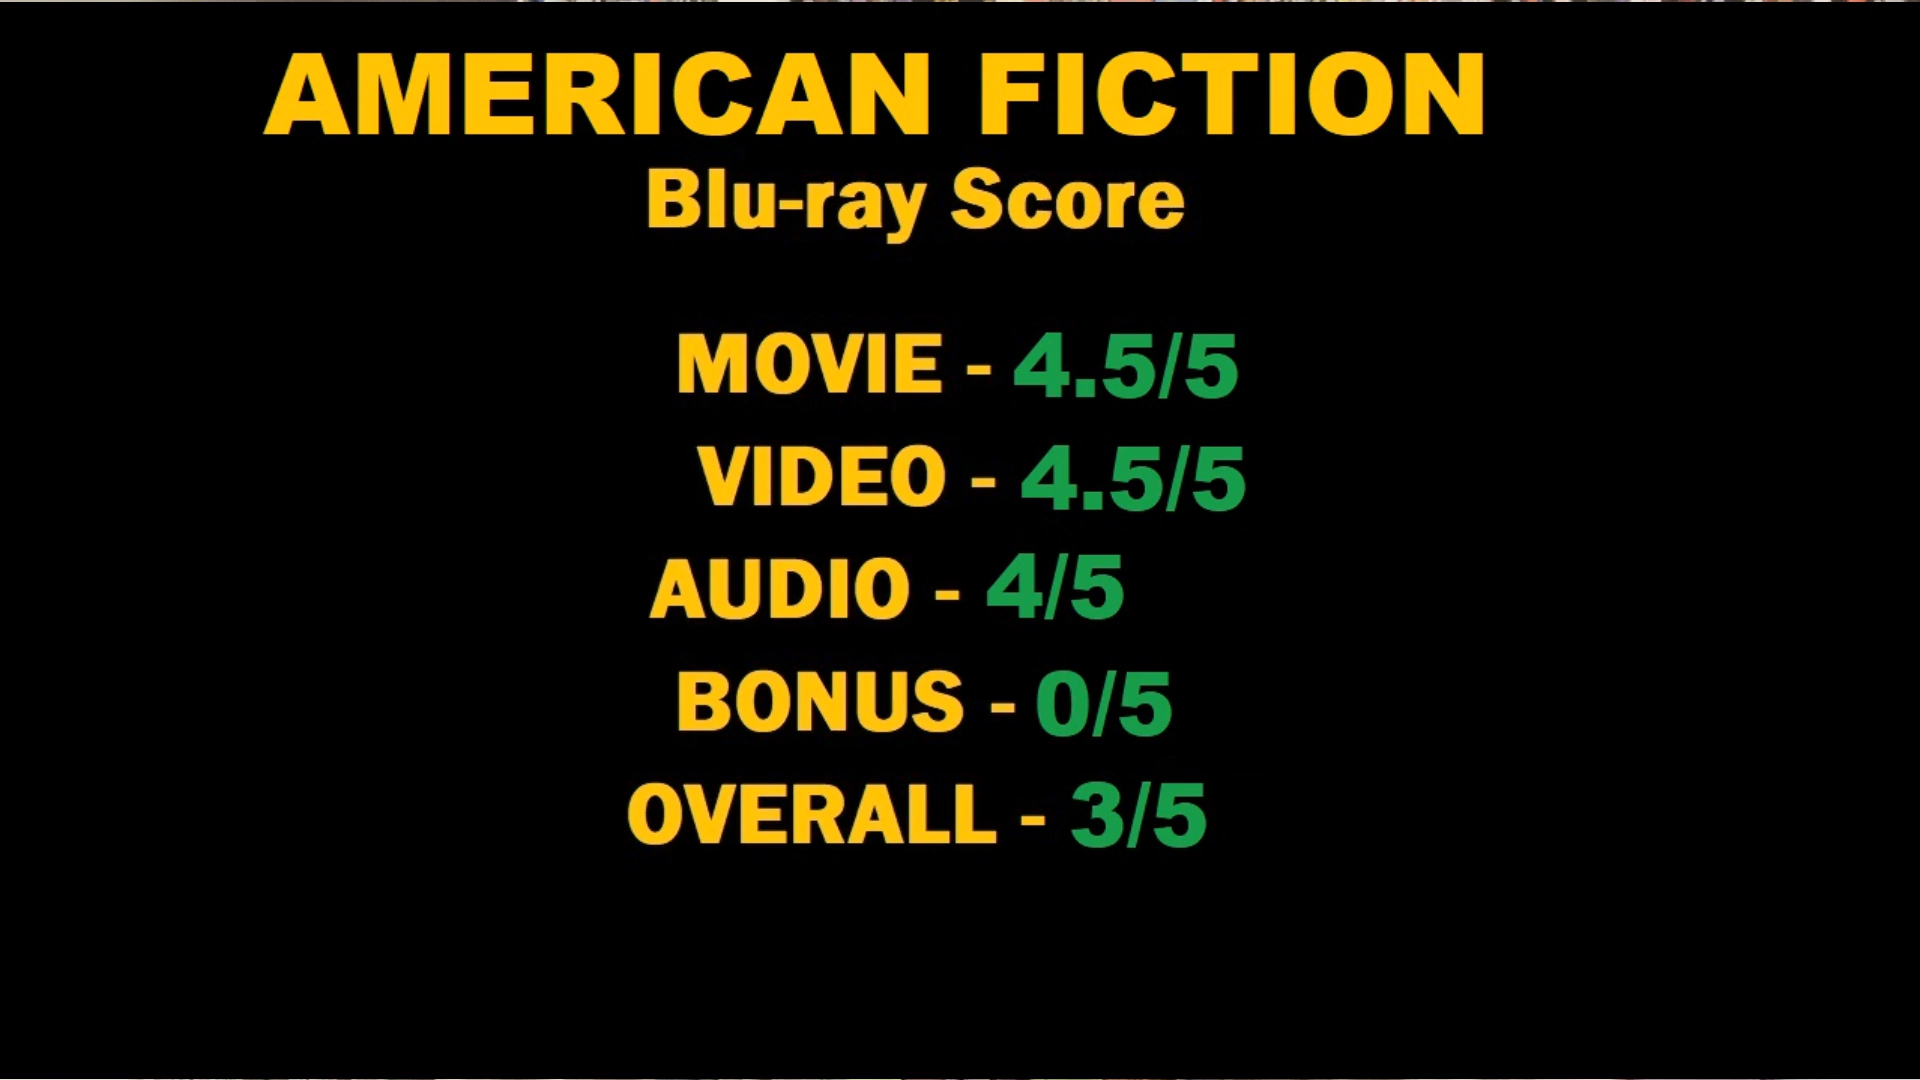 AMERICAN FICTION
Blu-ray Score
MOVIE - 4.5/5
VIDEO - 4.5/5
AUDIO - 4/5
BONUS - 0/5
OVERALL - 3/5